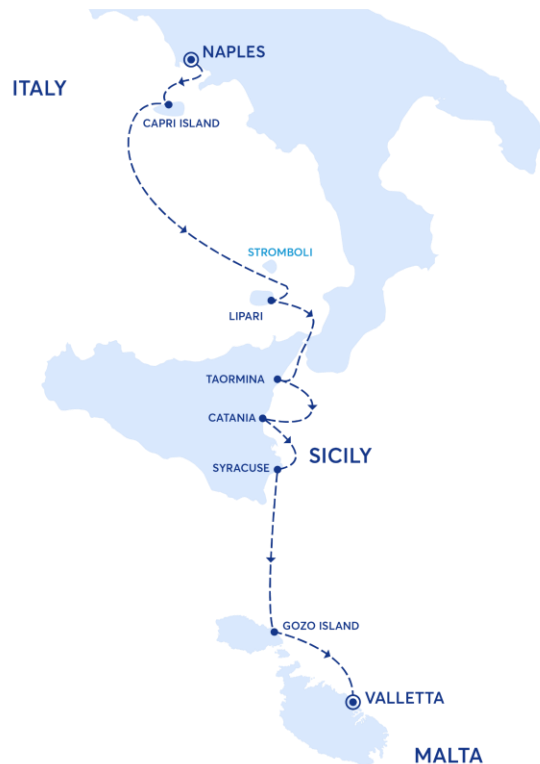 NAPLES
ITALY
CAPRI ISLAND
STROMBOLI
LIPARI
TAORMINA
CATANIA
SICILY
SYRACUSE
GOZO ISLAND
VALLETTA
MALTA